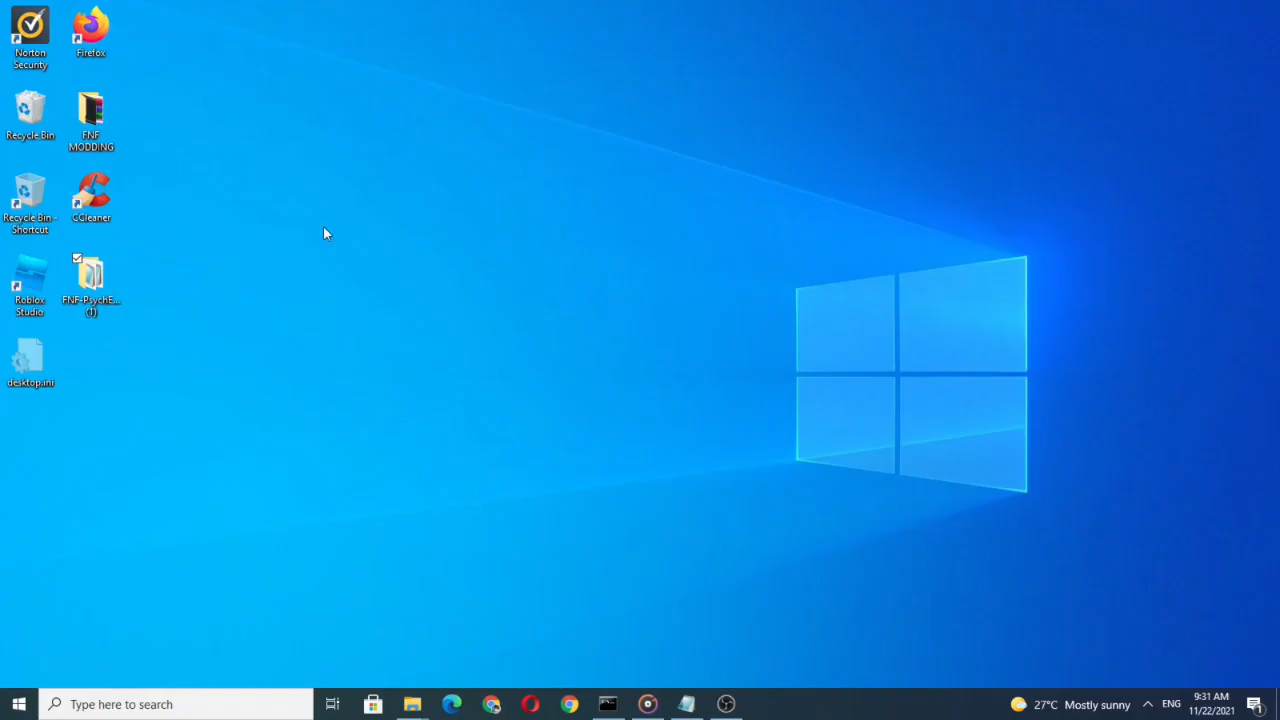 Norton
Security
Firefox
Recycle Bin
FNF
MODDING
Recycle Bin -
Shortcut
CCleaner
Roblox
Studio
FNF-PsychE...
(1)
desktop.ini
Type here to search
27°C Mostly sunny
ENG
9:31 AM
11/22/2021
1